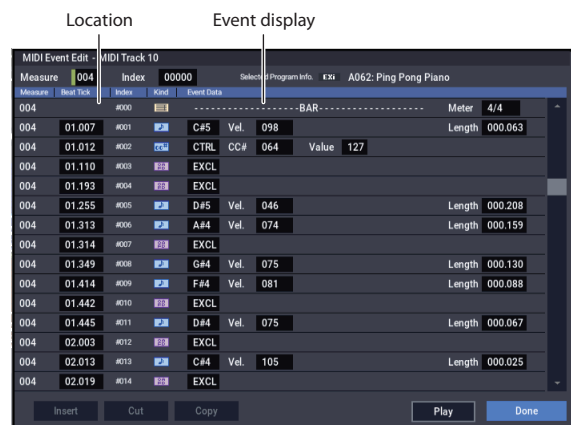 Location Event display
MIDI Event Edit - MIDI Track 10
Measure 004 Index 00000 Selected Program Info. EXi A062: Ping Pong Piano
Measure Beat Tick Index Kind Event Data
004 #000 -------------------BAR------------------- Meter 4/4
004 01.007 #001 C#5 Vel. 098 Length 000.063
004 01.012 #002 CC# CTRL CC# 064 Value 127
004 01.110 #003 EXCL
004 01.193 #004 EXCL
004 01.255 #005 D#5 Vel. 046 Length 000.208
004 01.313 #006 A#4 Vel. 074 Length 000.159
004 01.314 #007 EXCL
004 01.349 #008 G#4 Vel. 075 Length 000.130
004 01.414 #009 F#4 Vel. 081 Length 000.088
004 01.442 #010 EXCL
004 01.445 #011 D#4 Vel. 075 Length 000.067
004 02.003 #012 EXCL
004 02.013 #013 C#4 Vel. 105 Length 000.025
004 02.019 #014 EXCL
Insert Cut Copy Play Done